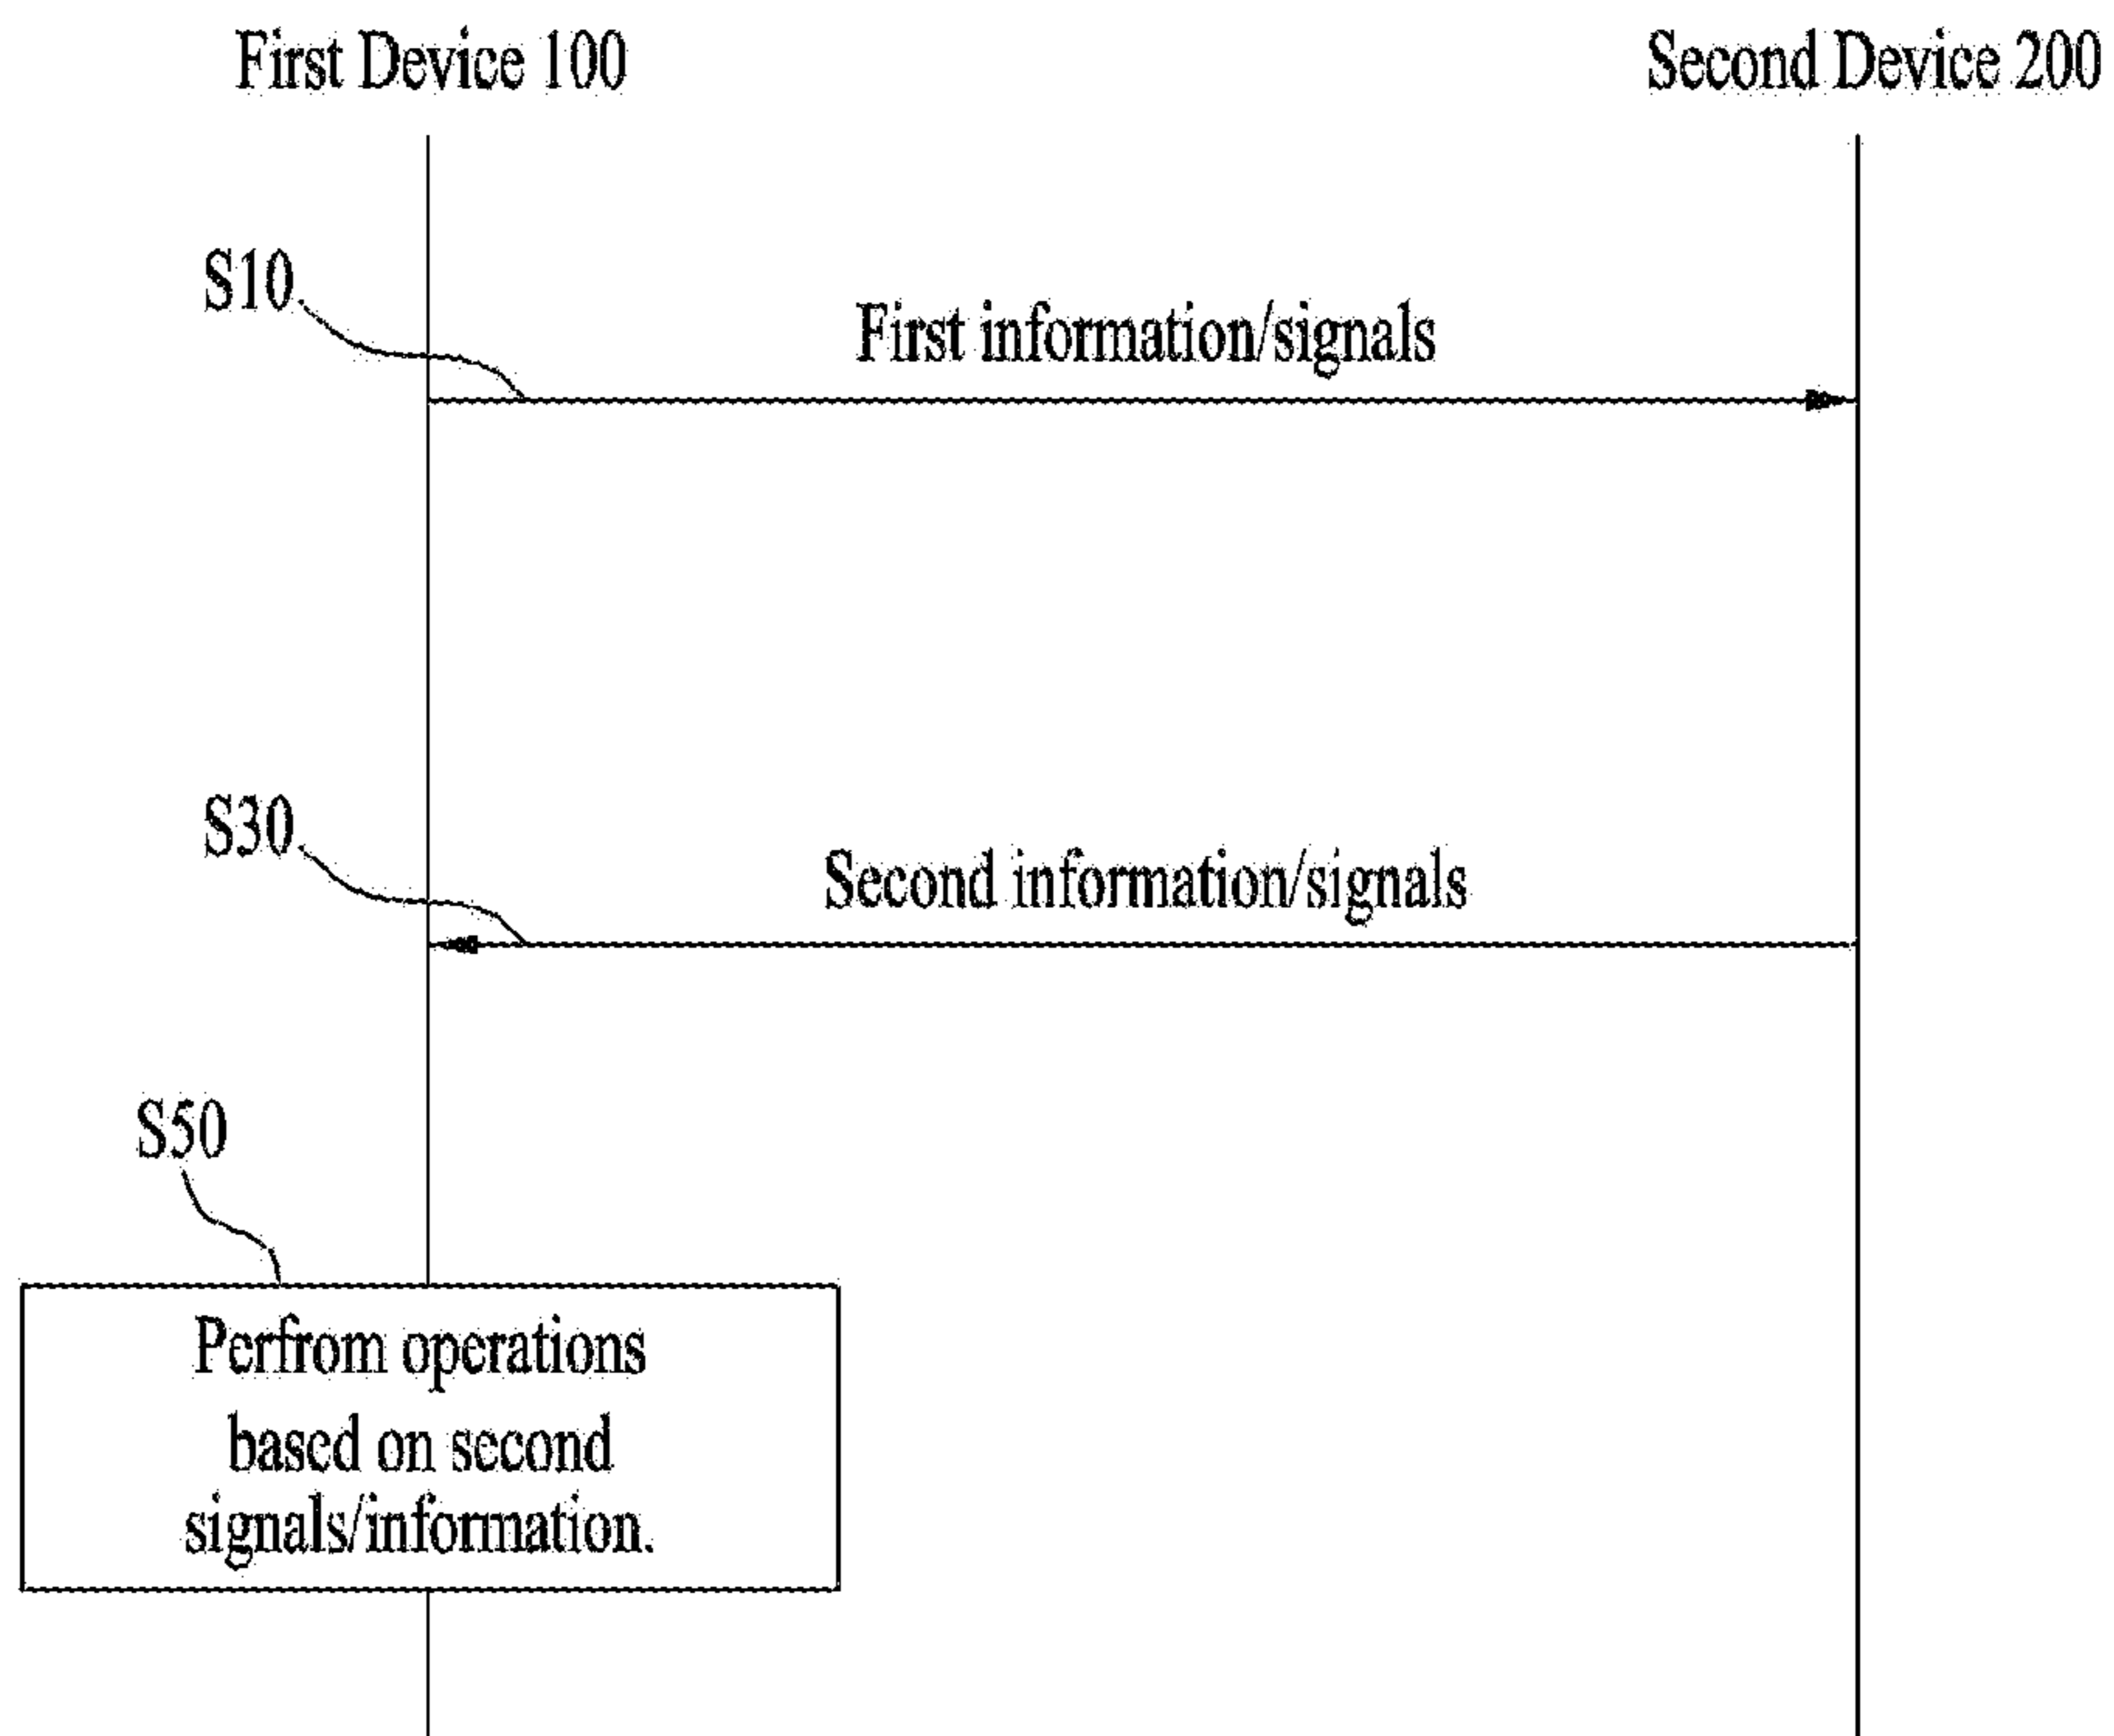 First Device 100
Second Device 200
S10
First information/signals
S30
Second information/signals
S50
Perfrom operations
based on second
signals/information.